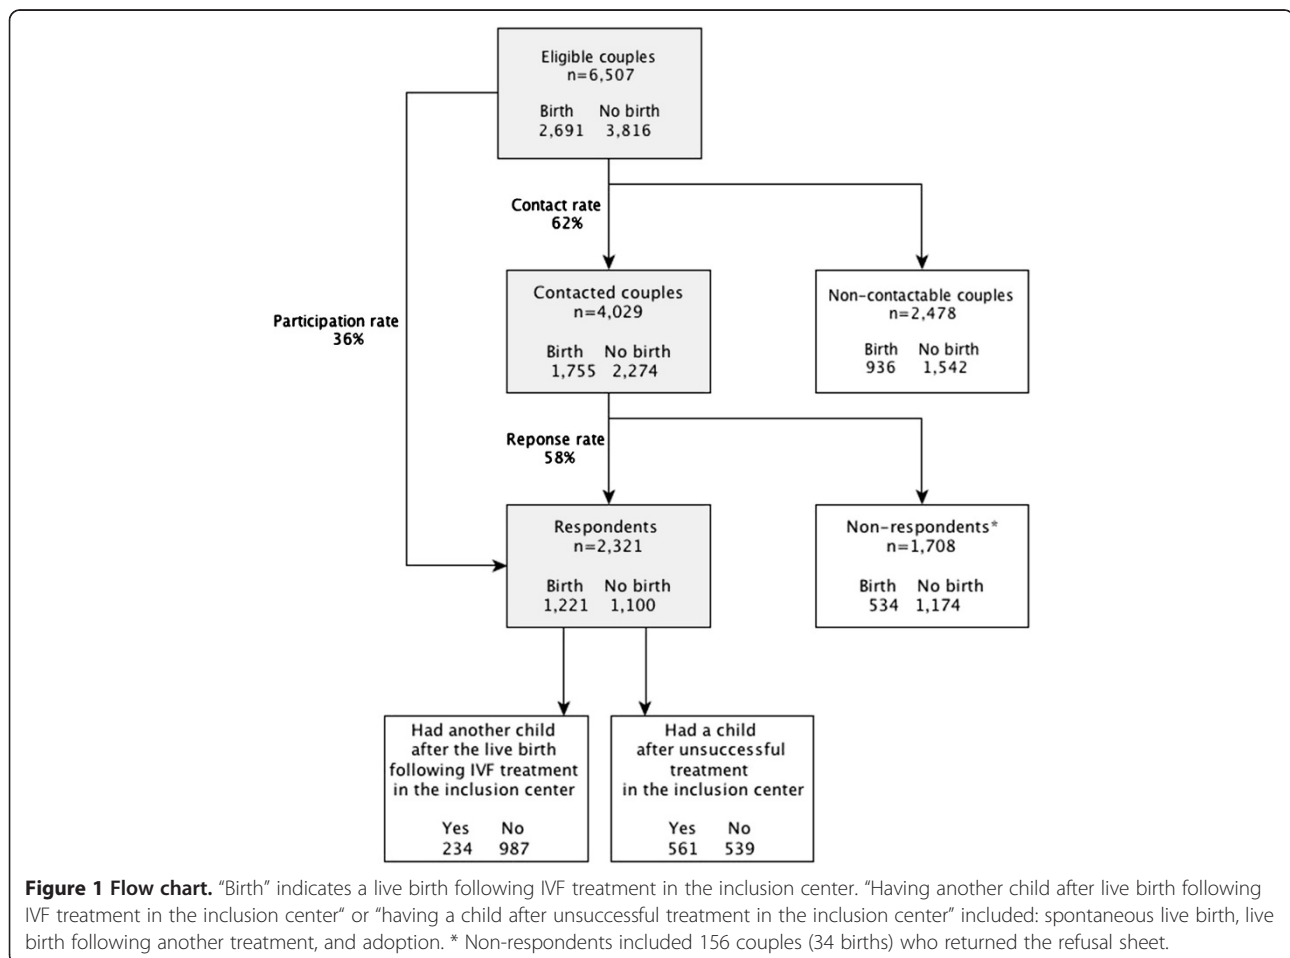 Eligible couples
n=6,507
Birth No birth
2,691 3,816
Contact rate
62%
Participation rate
36%
Contacted couples
n=4,029
Birth No birth
1,755 2,274
Non-contactable couples
n=2,478
Birth No birth
936 1,542
Reponse rate
58%
Respondents
n=2,321
Birth No birth
1,221 1,100
Non-respondents*
n=1,708
Birth No birth
534 1,174
Had another child
after the live birth
following IVF treatment
in the inclusion center
Yes No
234 987
Had a child
after unsuccessful
treatment
in the inclusion center
Yes No
561 539
Figure 1 Flow chart. "Birth" indicates a live birth following IVF treatment in the inclusion center. "Having another child after live birth following
IVF treatment in the inclusion center" or "having a child after unsuccessful treatment in the inclusion center" included: spontaneous live birth, live
birth following another treatment, and adoption. * Non-respondents included 156 couples (34 births) who returned the refusal sheet.